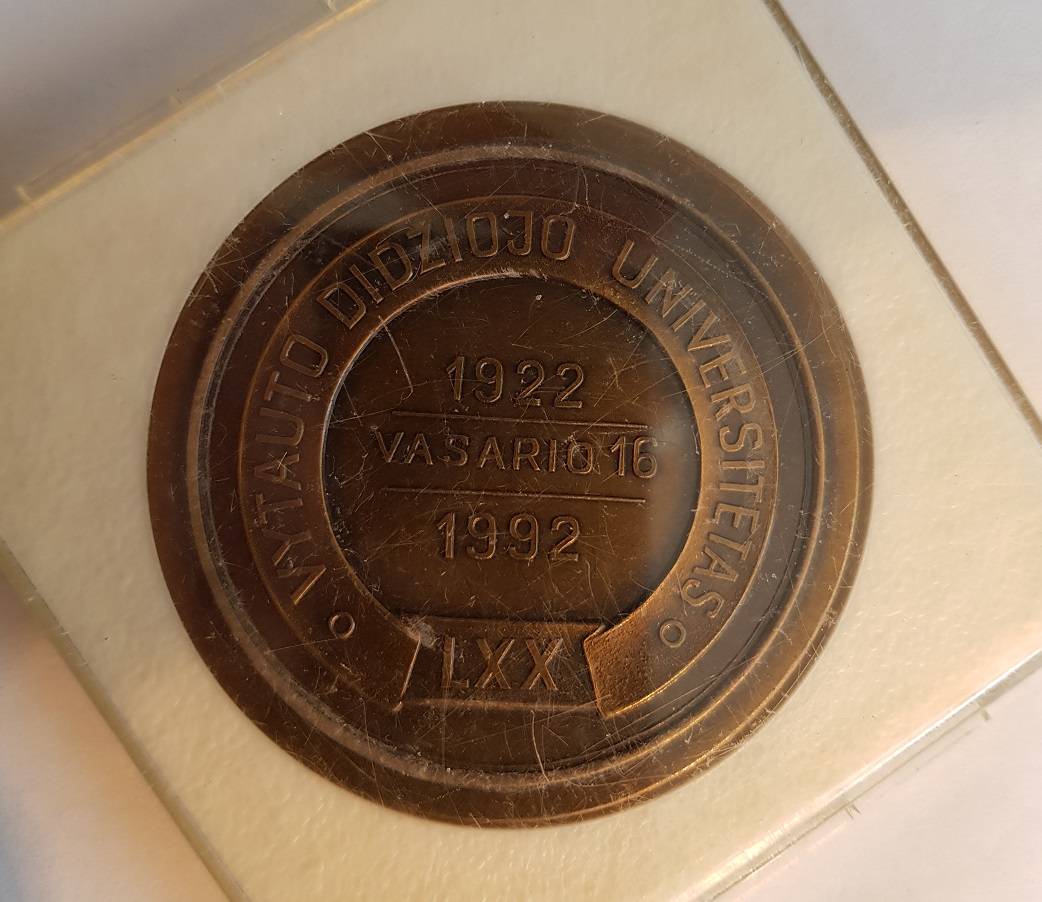 VYTAUTO DIDŽIOJO UNIVERSITETAS
1922
VASARIO 16
1992
LXX